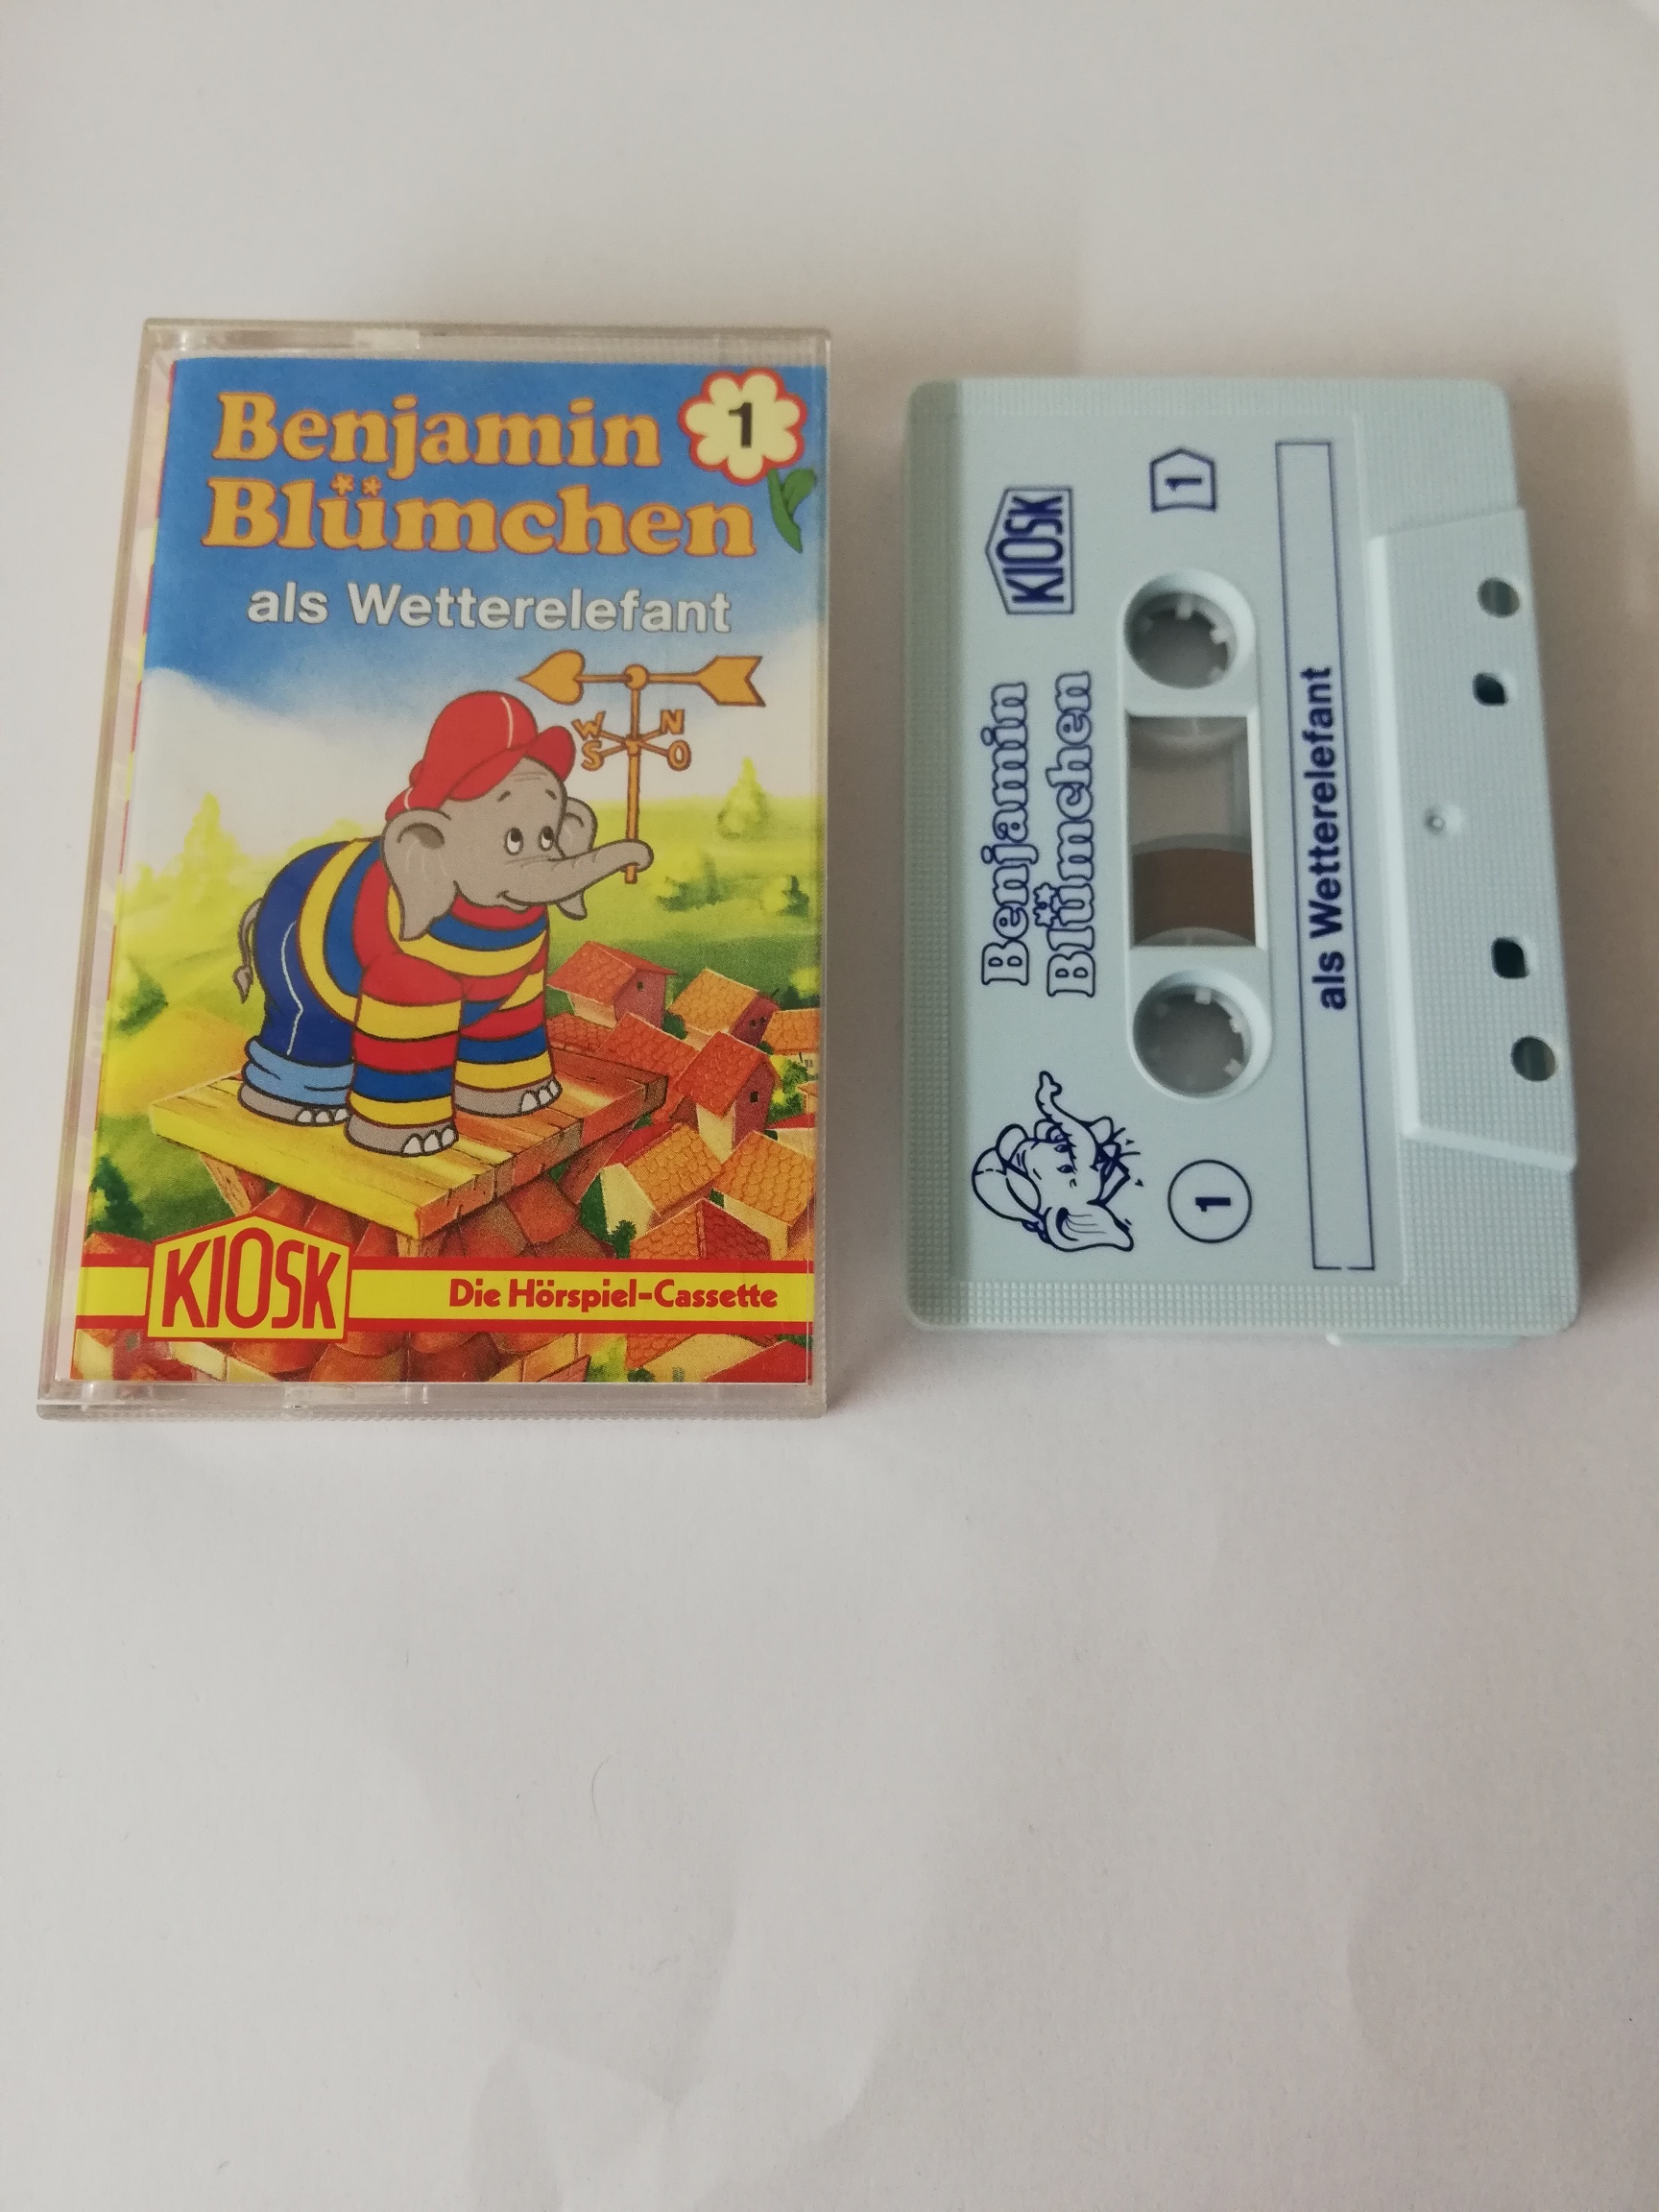 Benjamin
Blümchen
1
als Wetterelefant
W N
S O
KIOSK
Die Hörspiel-Cassette
Benjamin
Blümchen
KIOSK
1
1
als Wetterelefant